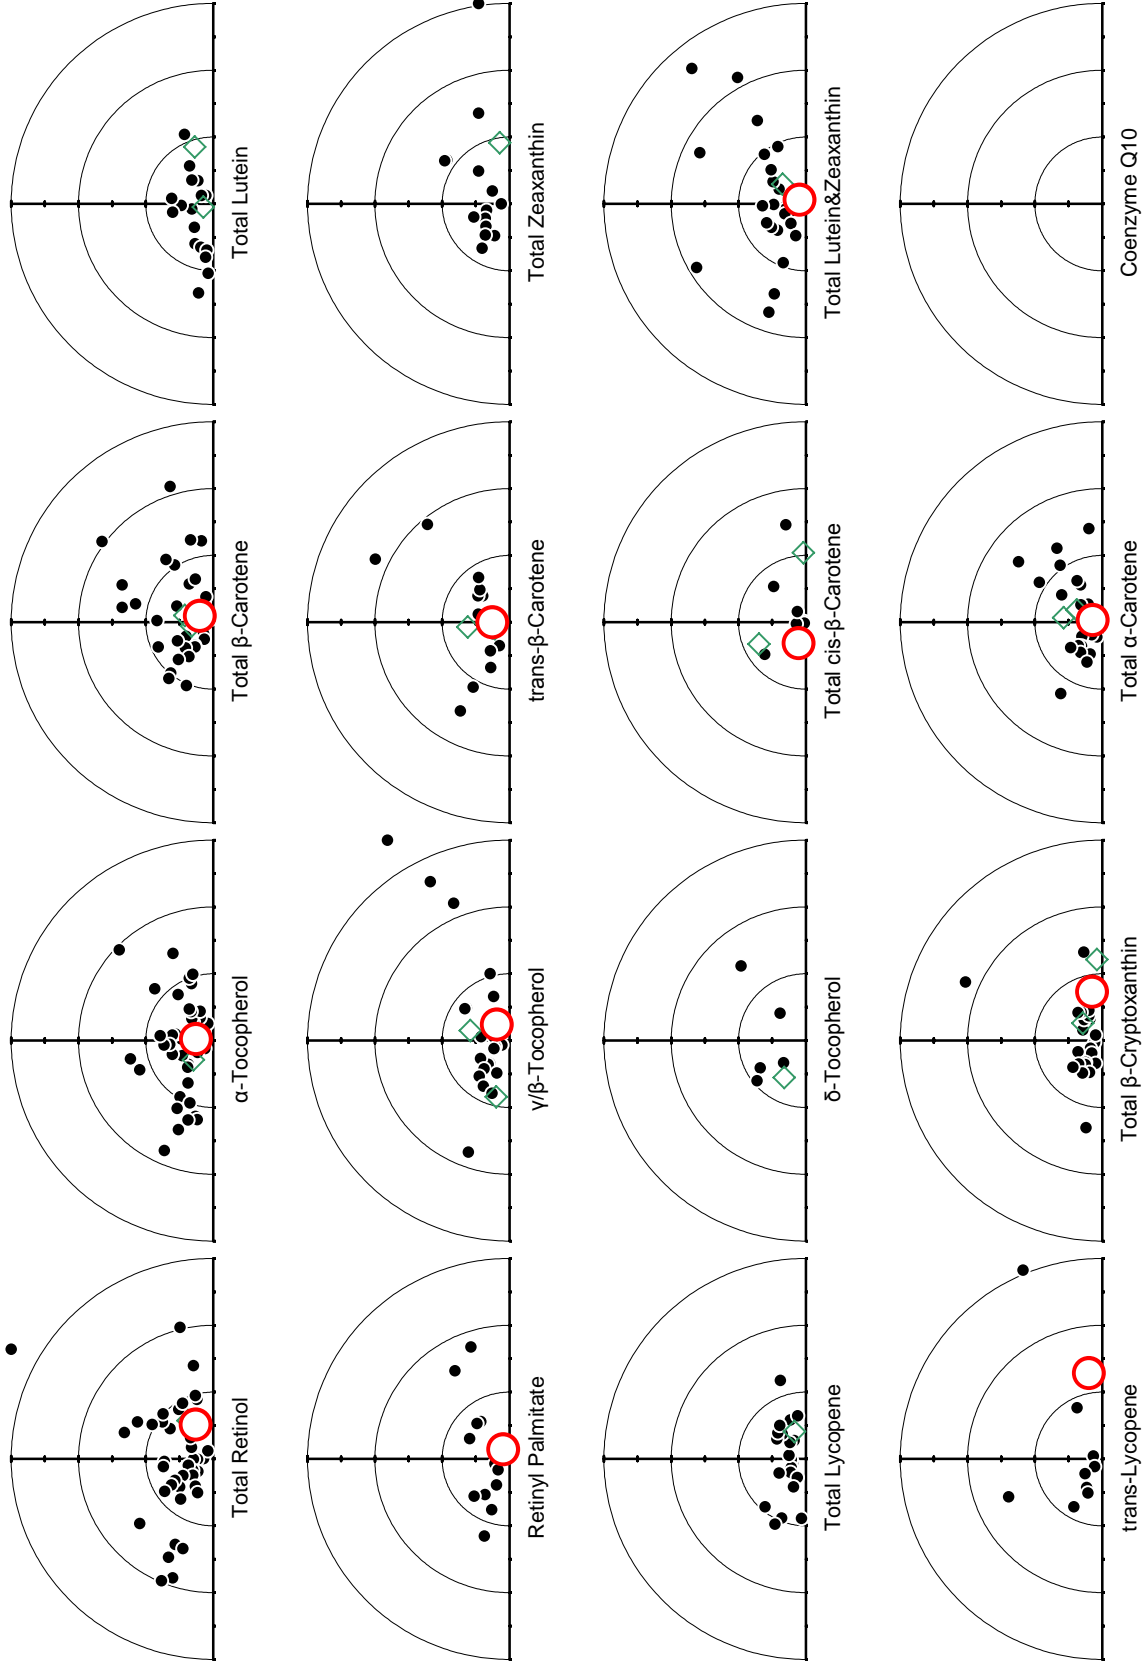 Total Retinol
α-Tocopherol
Total β-Carotene
Total Lutein
Retinyl Palmitate
γ/β-Tocopherol
trans-β-Carotene
Total Zeaxanthin
Total Lycopene
δ-Tocopherol
Total cis-β-Carotene
Total Lutein&Zeaxanthin
trans-Lycopene
Total β-Cryptoxanthin
Total α-Carotene
Coenzyme Q10